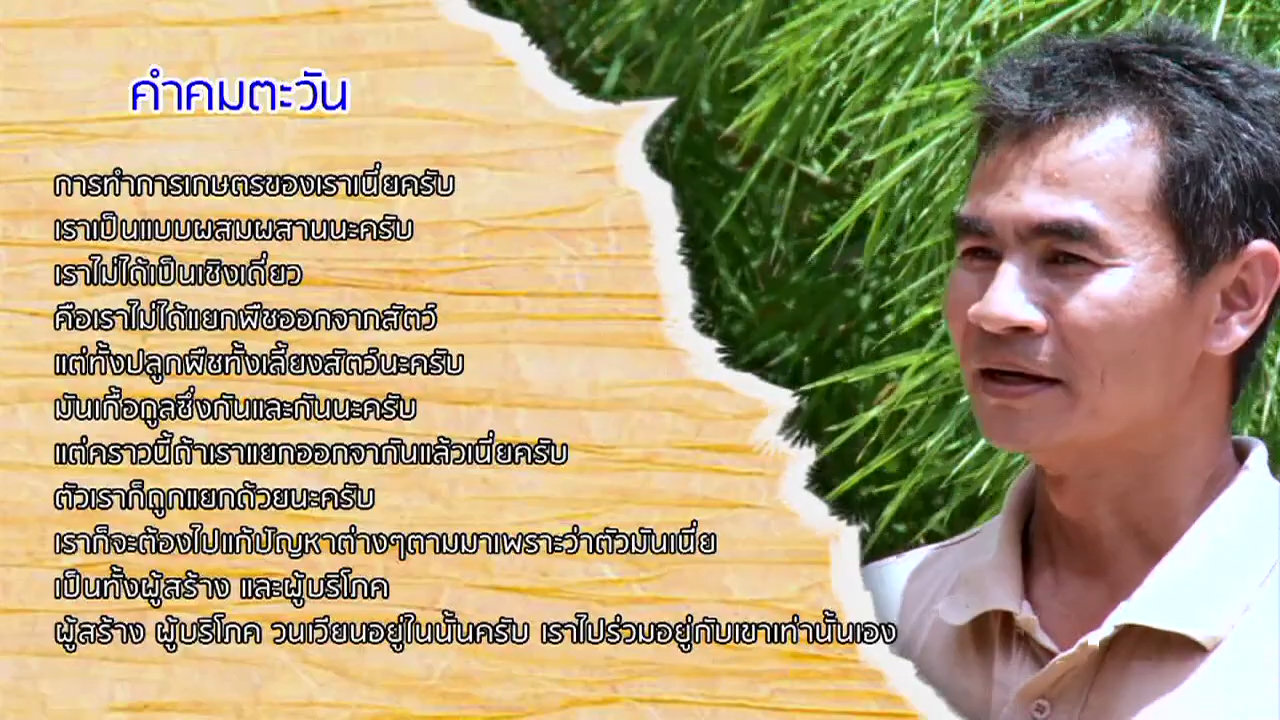 คำคมตะวัน
การทำการเกษตรของเราเนี่ยครับ
เราเป็นแบบผสมผสานนะครับ
เราไม่ได้เป็นเชิงเดี่ยว
คือเราไม่ได้แยกพืชออกจากสัตว์
แต่ทั้งปลูกพืชทั้งเลี้ยงสัตว์นะครับ
มันเกื้อกูลซึ่งกันและกันนะครับ
แต่คราวนี้ถ้าเราแยกออกจากันแล้วเนี่ยครับ
ตัวเราก็ถูกแยกด้วยนะครับ
เราก็จะต้องไปแก้ปัญหาต่างๆตามมาเพราะว่าตัวมันเนี่ย
เป็นทั้งผู้สร้าง และผู้บริโภค
ผู้สร้าง ผู้บริโภค วนเวียนอยู่ในนั้นครับ เราไปร่วมอยู่กับเขาเท่านั้นเอง